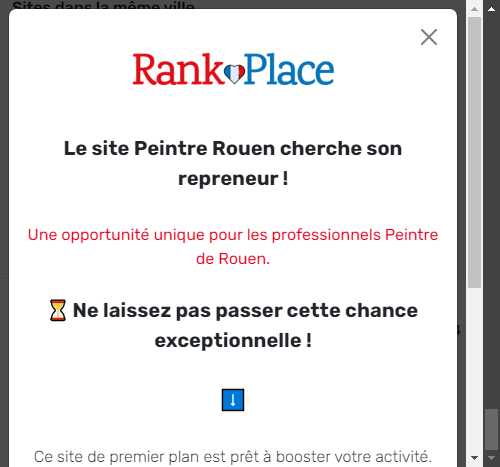 Sites dans la même ville
Rank Place
Le site Peintre Rouen cherche son
repreneur !
Une opportunité unique pour les professionnels Peintre
de Rouen.
⏳ Ne laissez pas passer cette chance
exceptionnelle !
Ce site de premier plan est prêt à booster votre activité.